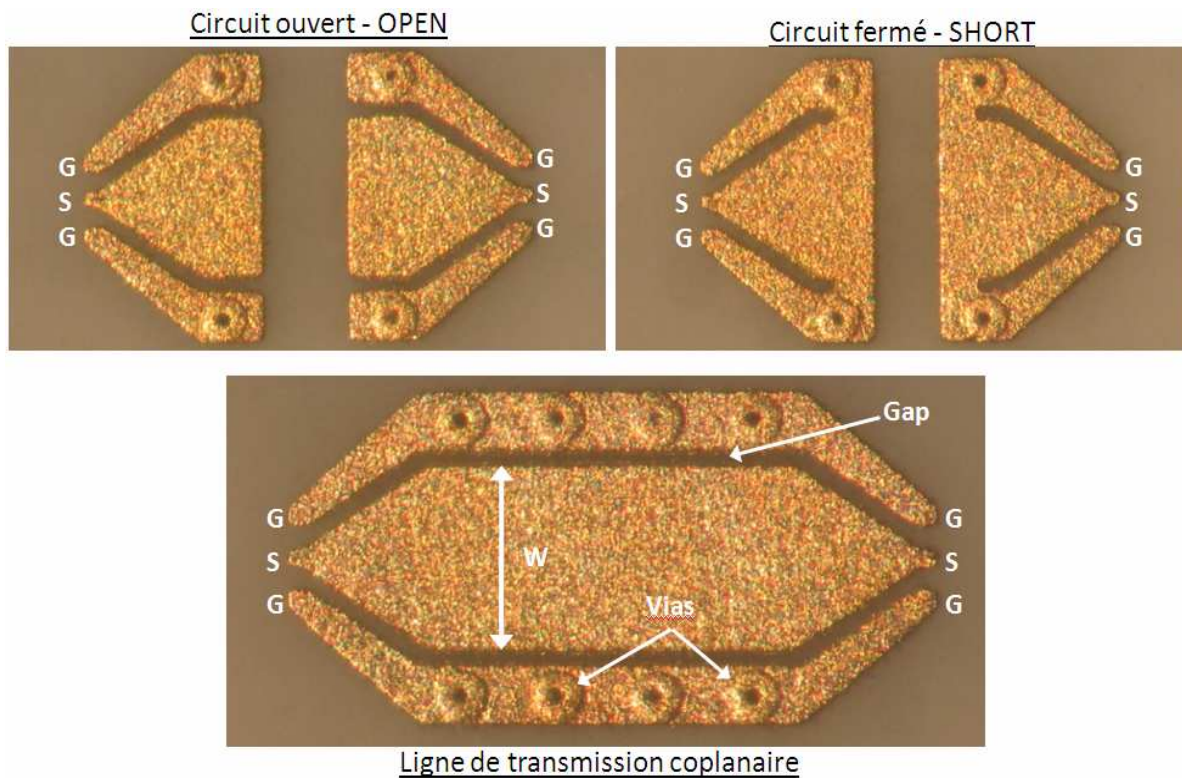 Circuit ouvert - OPEN
G
S
G
G
S
G
Circuit fermé - SHORT
G
S
G
G
S
G
Gap
W
Vias
G
S
G
G
S
G
Ligne de transmission coplanaire